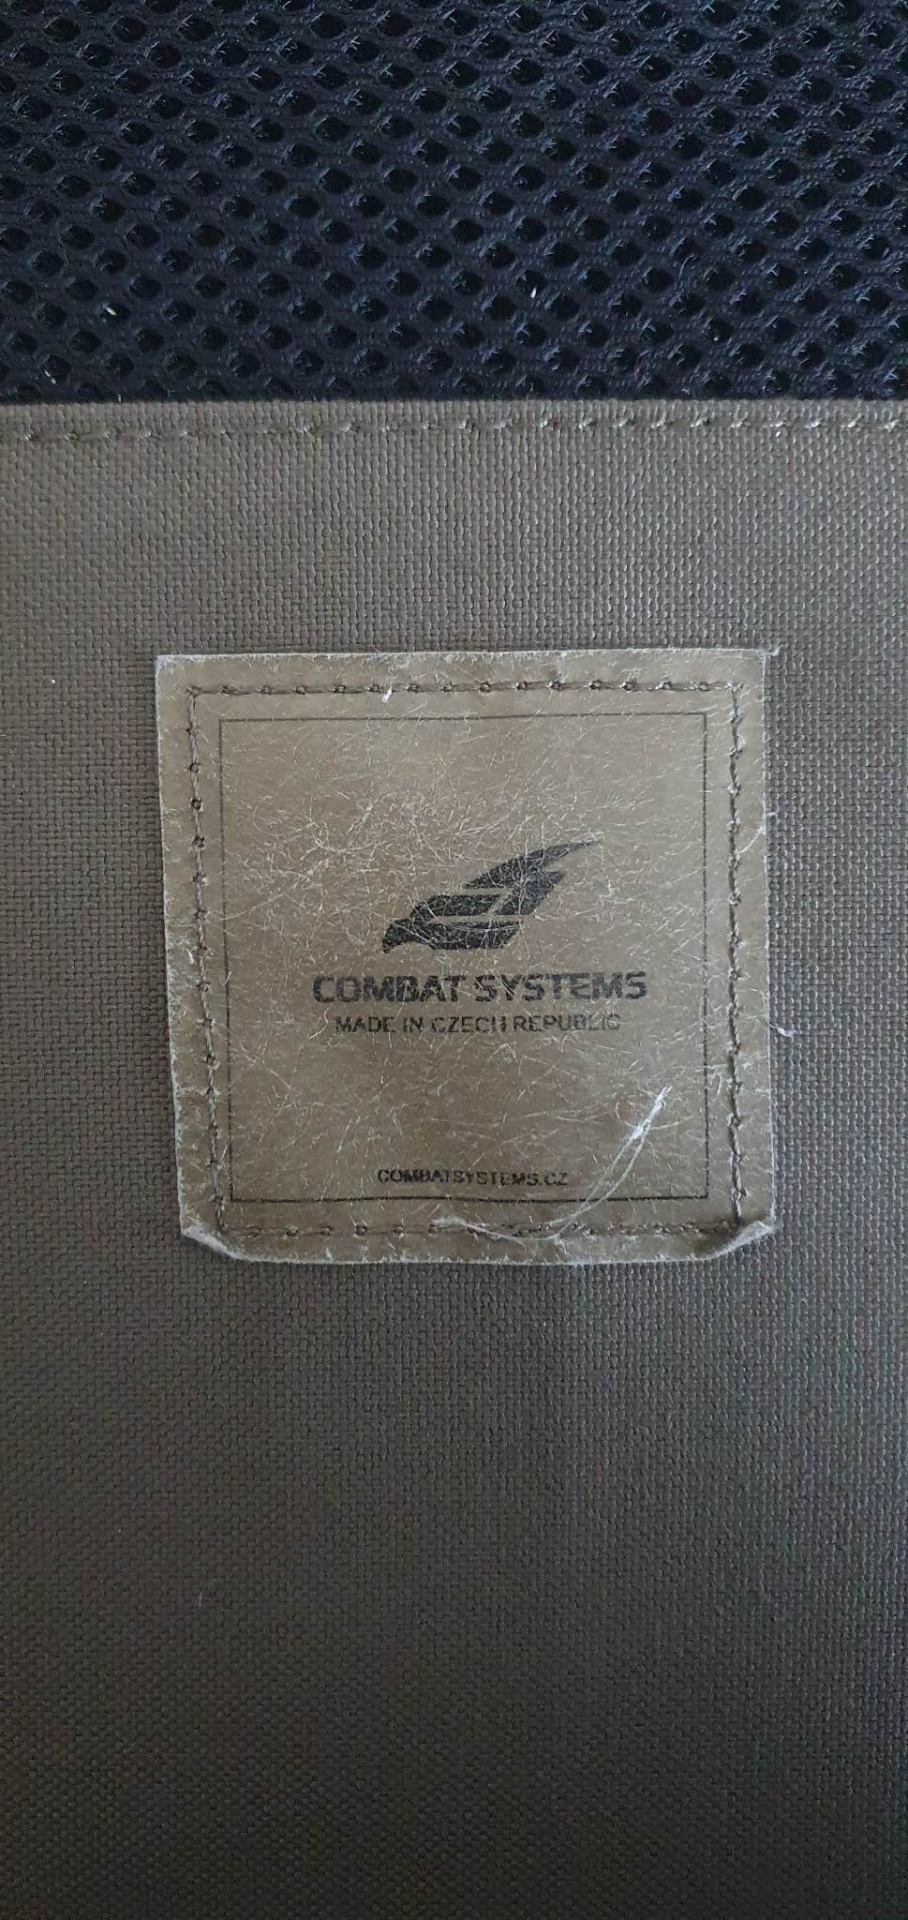 COMBAT SYSTEMS
MADE IN CZECH REPUBLIC
COMBATSYSTEMS.CZ